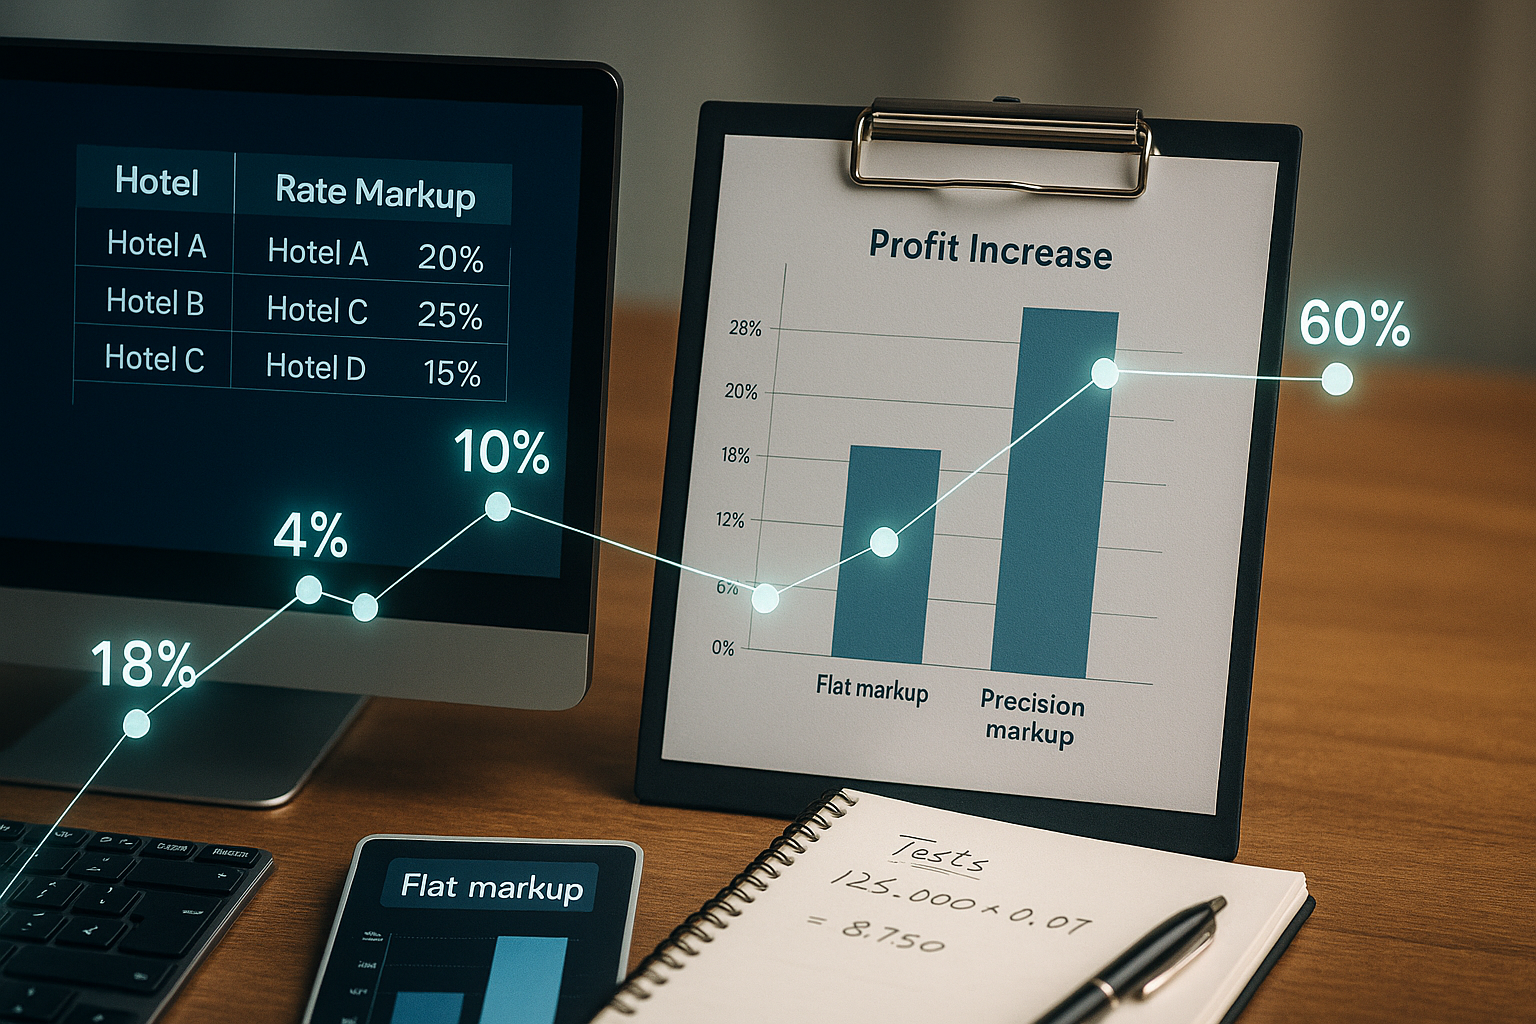 Hotel Rate Markup
Hotel A Hotel A 20%
Hotel B Hotel C 25%
Hotel C Hotel D 15%
18%
4%
10%
60%
Profit Increase
28%
20%
18%
12%
6%
0%
Flat markup
Precision
markup
Flat markup
Tests
125.000 × 0.07
= 8.750